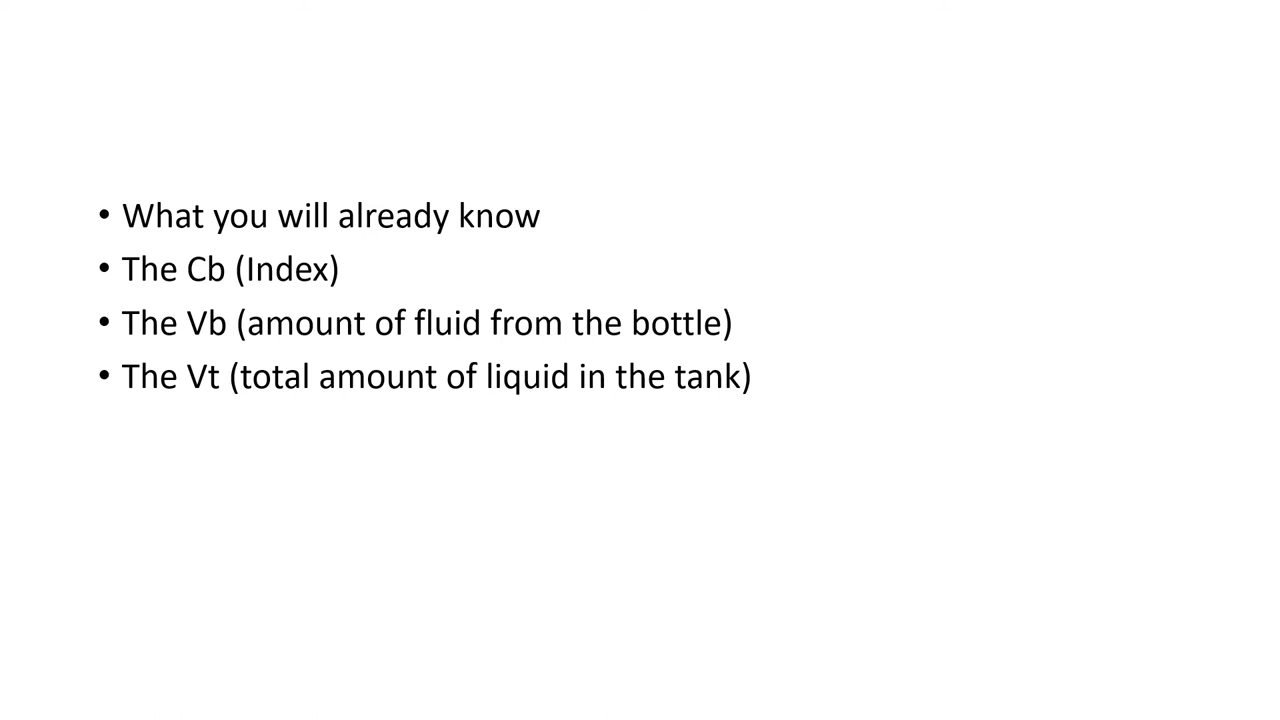 • What you will already know
• The Cb (Index)
• The Vb (amount of fluid from the bottle)
• The Vt (total amount of liquid in the tank)